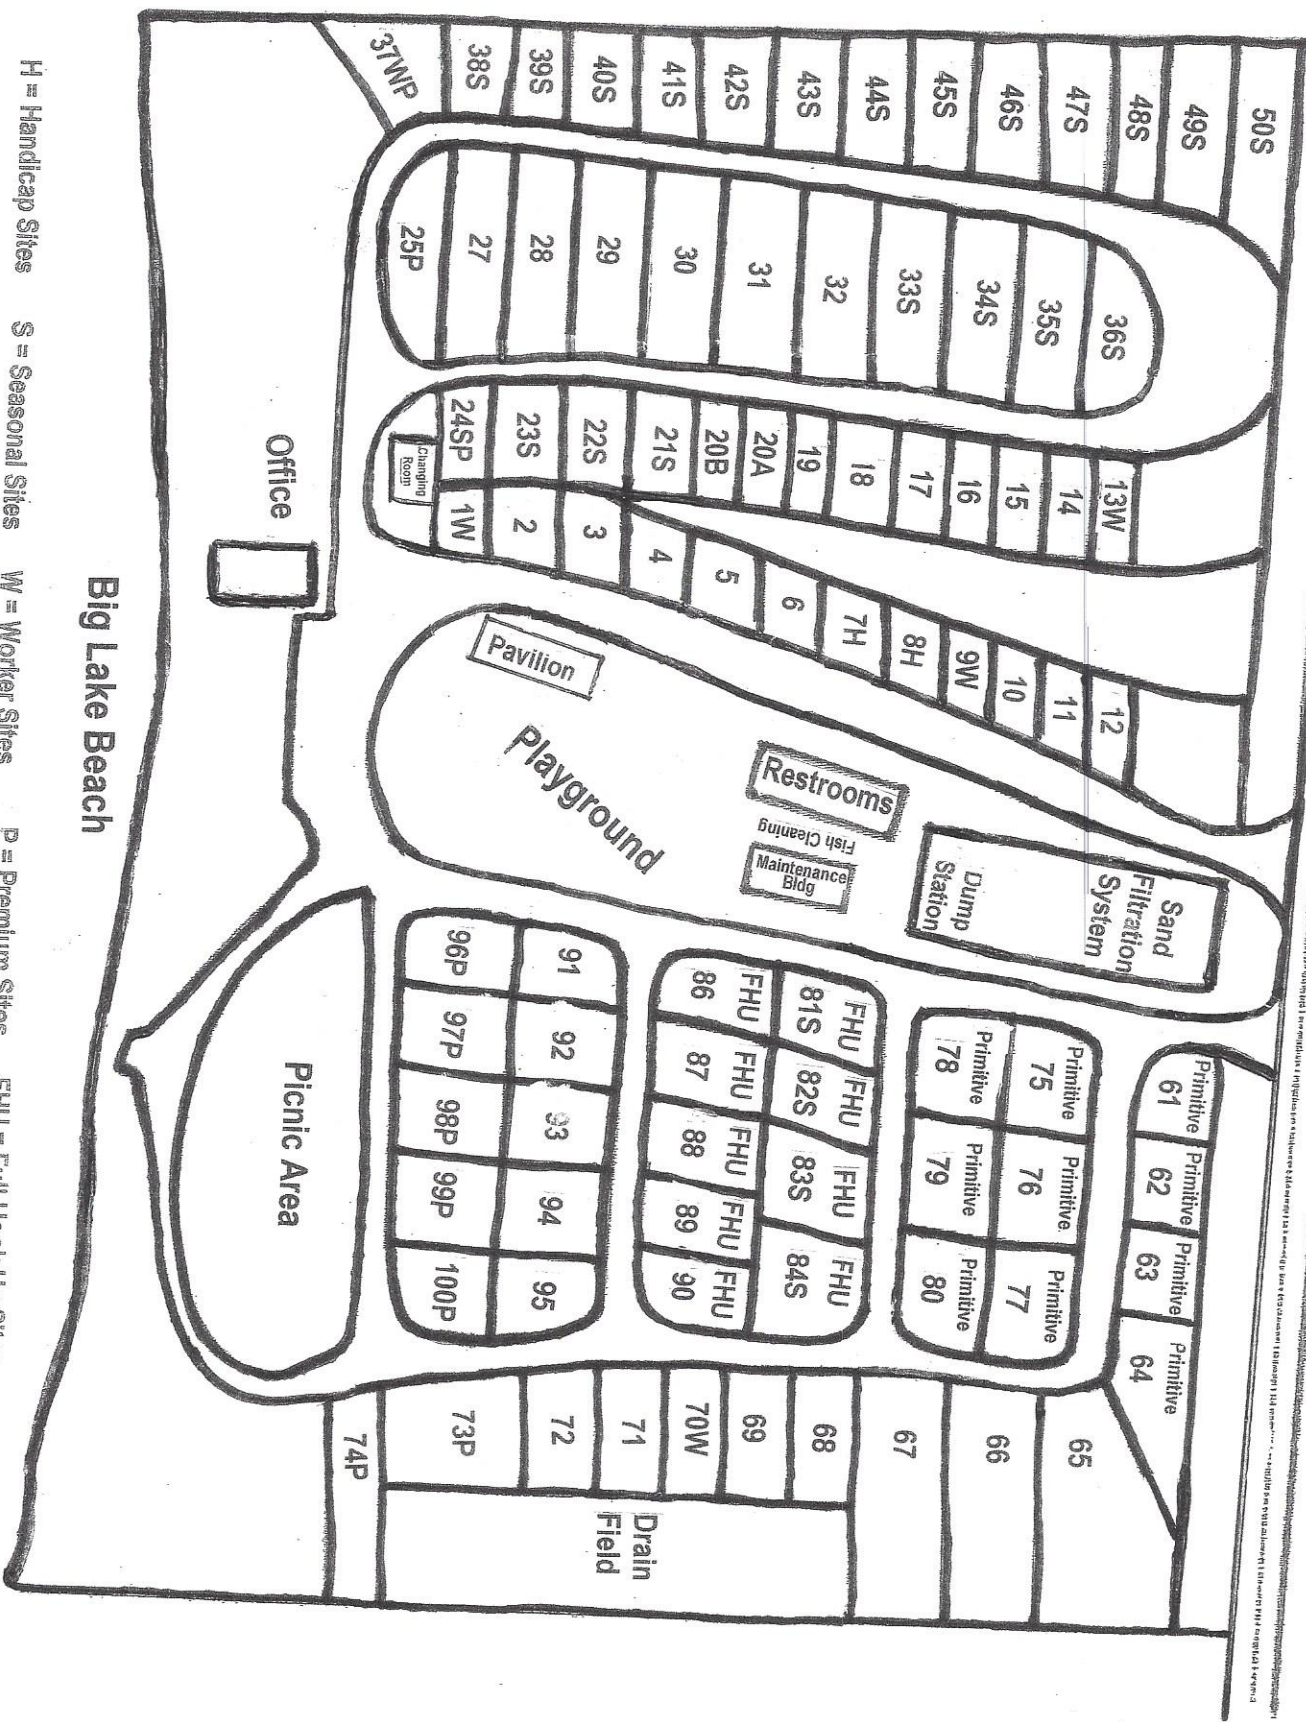 50S
49S
48S
47S
46S
45S
44S
43S
42S
41S
40S
39S
38S
37WP
36S
35S
34S
33S
32
31
30
29
28
27
25P
13W
14
15
16
17
18
19
20A
20B
21S
22S
23S
24SP
Changing
Room
12
11
10
9W
8H
7H
6
5
4
3
2
1W
Sand
Filtration
System
Dump
Station
Restrooms
Fish Cleaning
Maintenance
Bldg
Playground
Pavilion
Office
Primitive
61
Primitive
62
Primitive
63
Primitive
64
Primitive
75
Primitive
76
Primitive
77
Primitive
78
Primitive
79
Primitive
80
FHU
81S
FHU
82S
FHU
83S
FHU
84S
FHU
86
FHU
87
FHU
88
FHU
89
FHU
90
91
92
93
94
95
96P
97P
98P
99P
100P
65
66
67
68
69
70W
71
72
73P
74P
Drain
Field
Picnic Area
Big Lake Beach
H = Handicap Sites S = Seasonal Sites W = Worker Sites P = Premium Sites